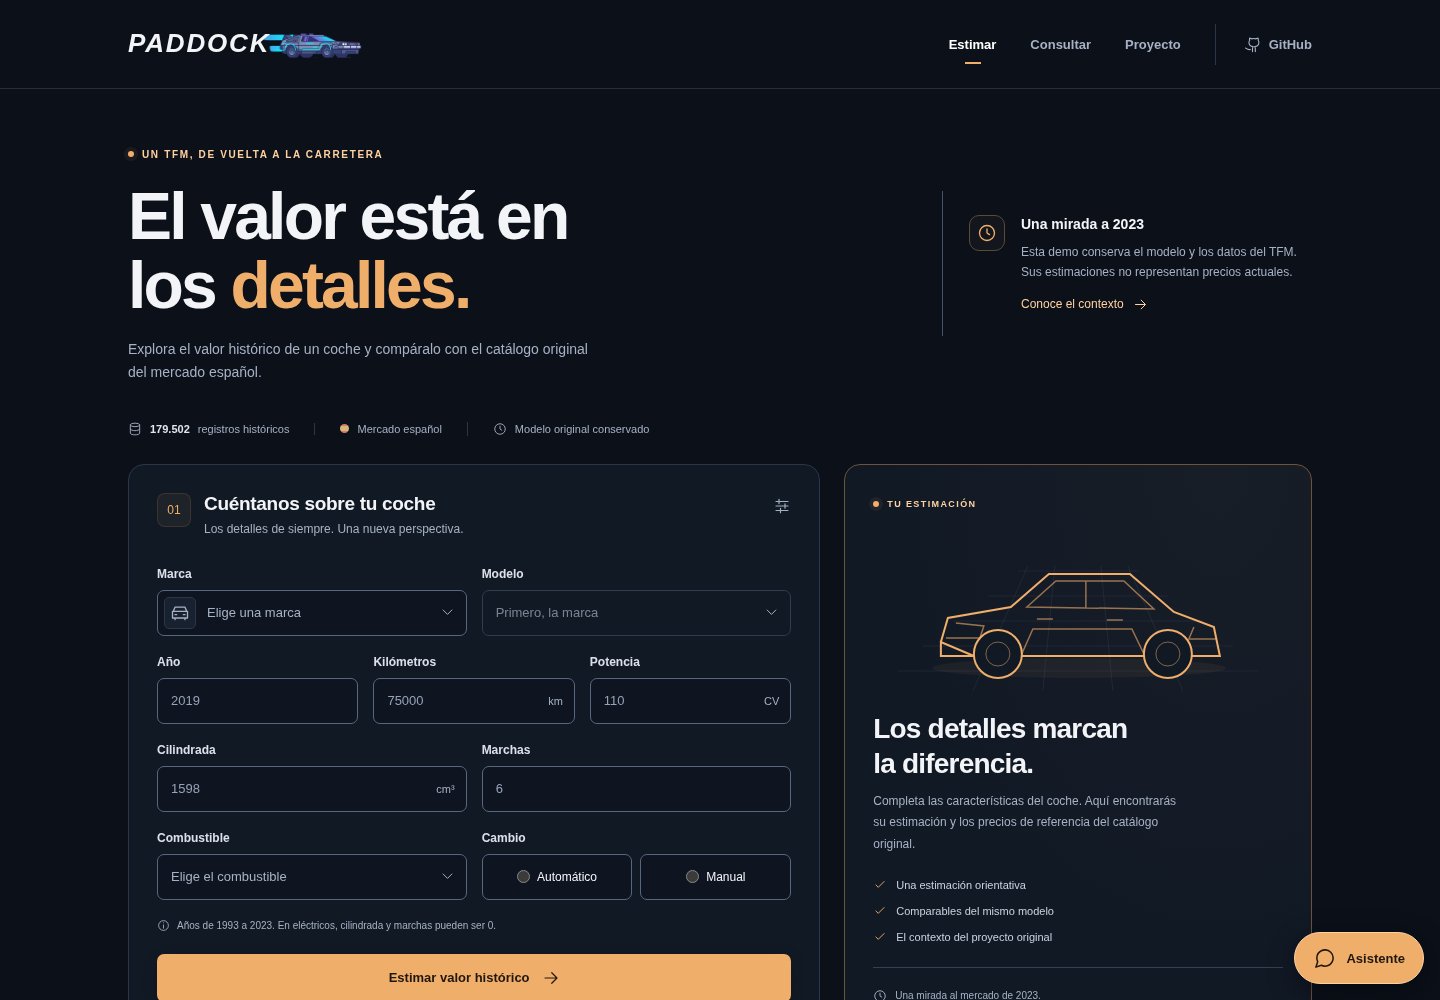 PADDOCK
Estimar
Consultar
Proyecto
GitHub
UN TFM, DE VUELTA A LA CARRETERA
El valor está en
los detalles.
Explora el valor histórico de un coche y compáralo con el catálogo original
del mercado español.
Una mirada a 2023
Esta demo conserva el modelo y los datos del TFM.
Sus estimaciones no representan precios actuales.
Conoce el contexto
179.502 registros históricos
Mercado español
Modelo original conservado
01
Cuéntanos sobre tu coche
Los detalles de siempre. Una nueva perspectiva.
Marca
Modelo
Elige una marca
Primero, la marca
Año
Kilómetros
Potencia
2019
75000 km
110 CV
Cilindrada
Marchas
1598 cm³
6
Combustible
Cambio
Elige el combustible
Automático
Manual
Años de 1993 a 2023. En eléctricos, cilindrada y marchas pueden ser 0.
Estimar valor histórico
TU ESTIMACIÓN
Los detalles marcan
la diferencia.
Completa las características del coche. Aquí encontrarás
su estimación y los precios de referencia del catálogo
original.
Una estimación orientativa
Comparables del mismo modelo
El contexto del proyecto original
Una mirada al mercado de 2023.
Asistente